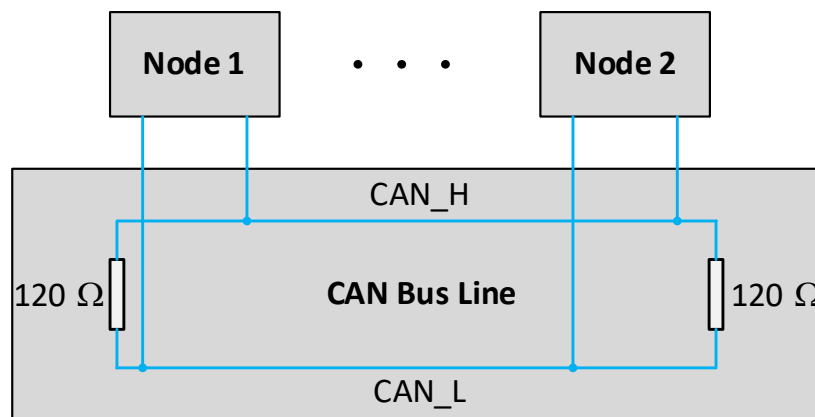 Node 1
• • •
Node 2
CAN_H
120 Ω
CAN Bus Line
120 Ω
CAN_L